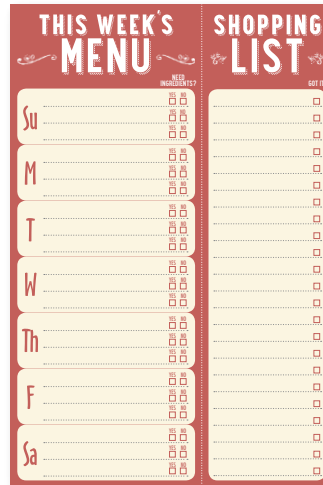 THIS WEEK'S
MENU
NEED
INGREDIENTS?
Su
YES NO
YES NO
YES NO
M
YES NO
YES NO
YES NO
T
YES NO
YES NO
YES NO
W
YES NO
YES NO
YES NO
Th
YES NO
YES NO
YES NO
F
YES NO
YES NO
YES NO
Sa
YES NO
YES NO
YES NO
SHOPPING
LIST
GOT IT